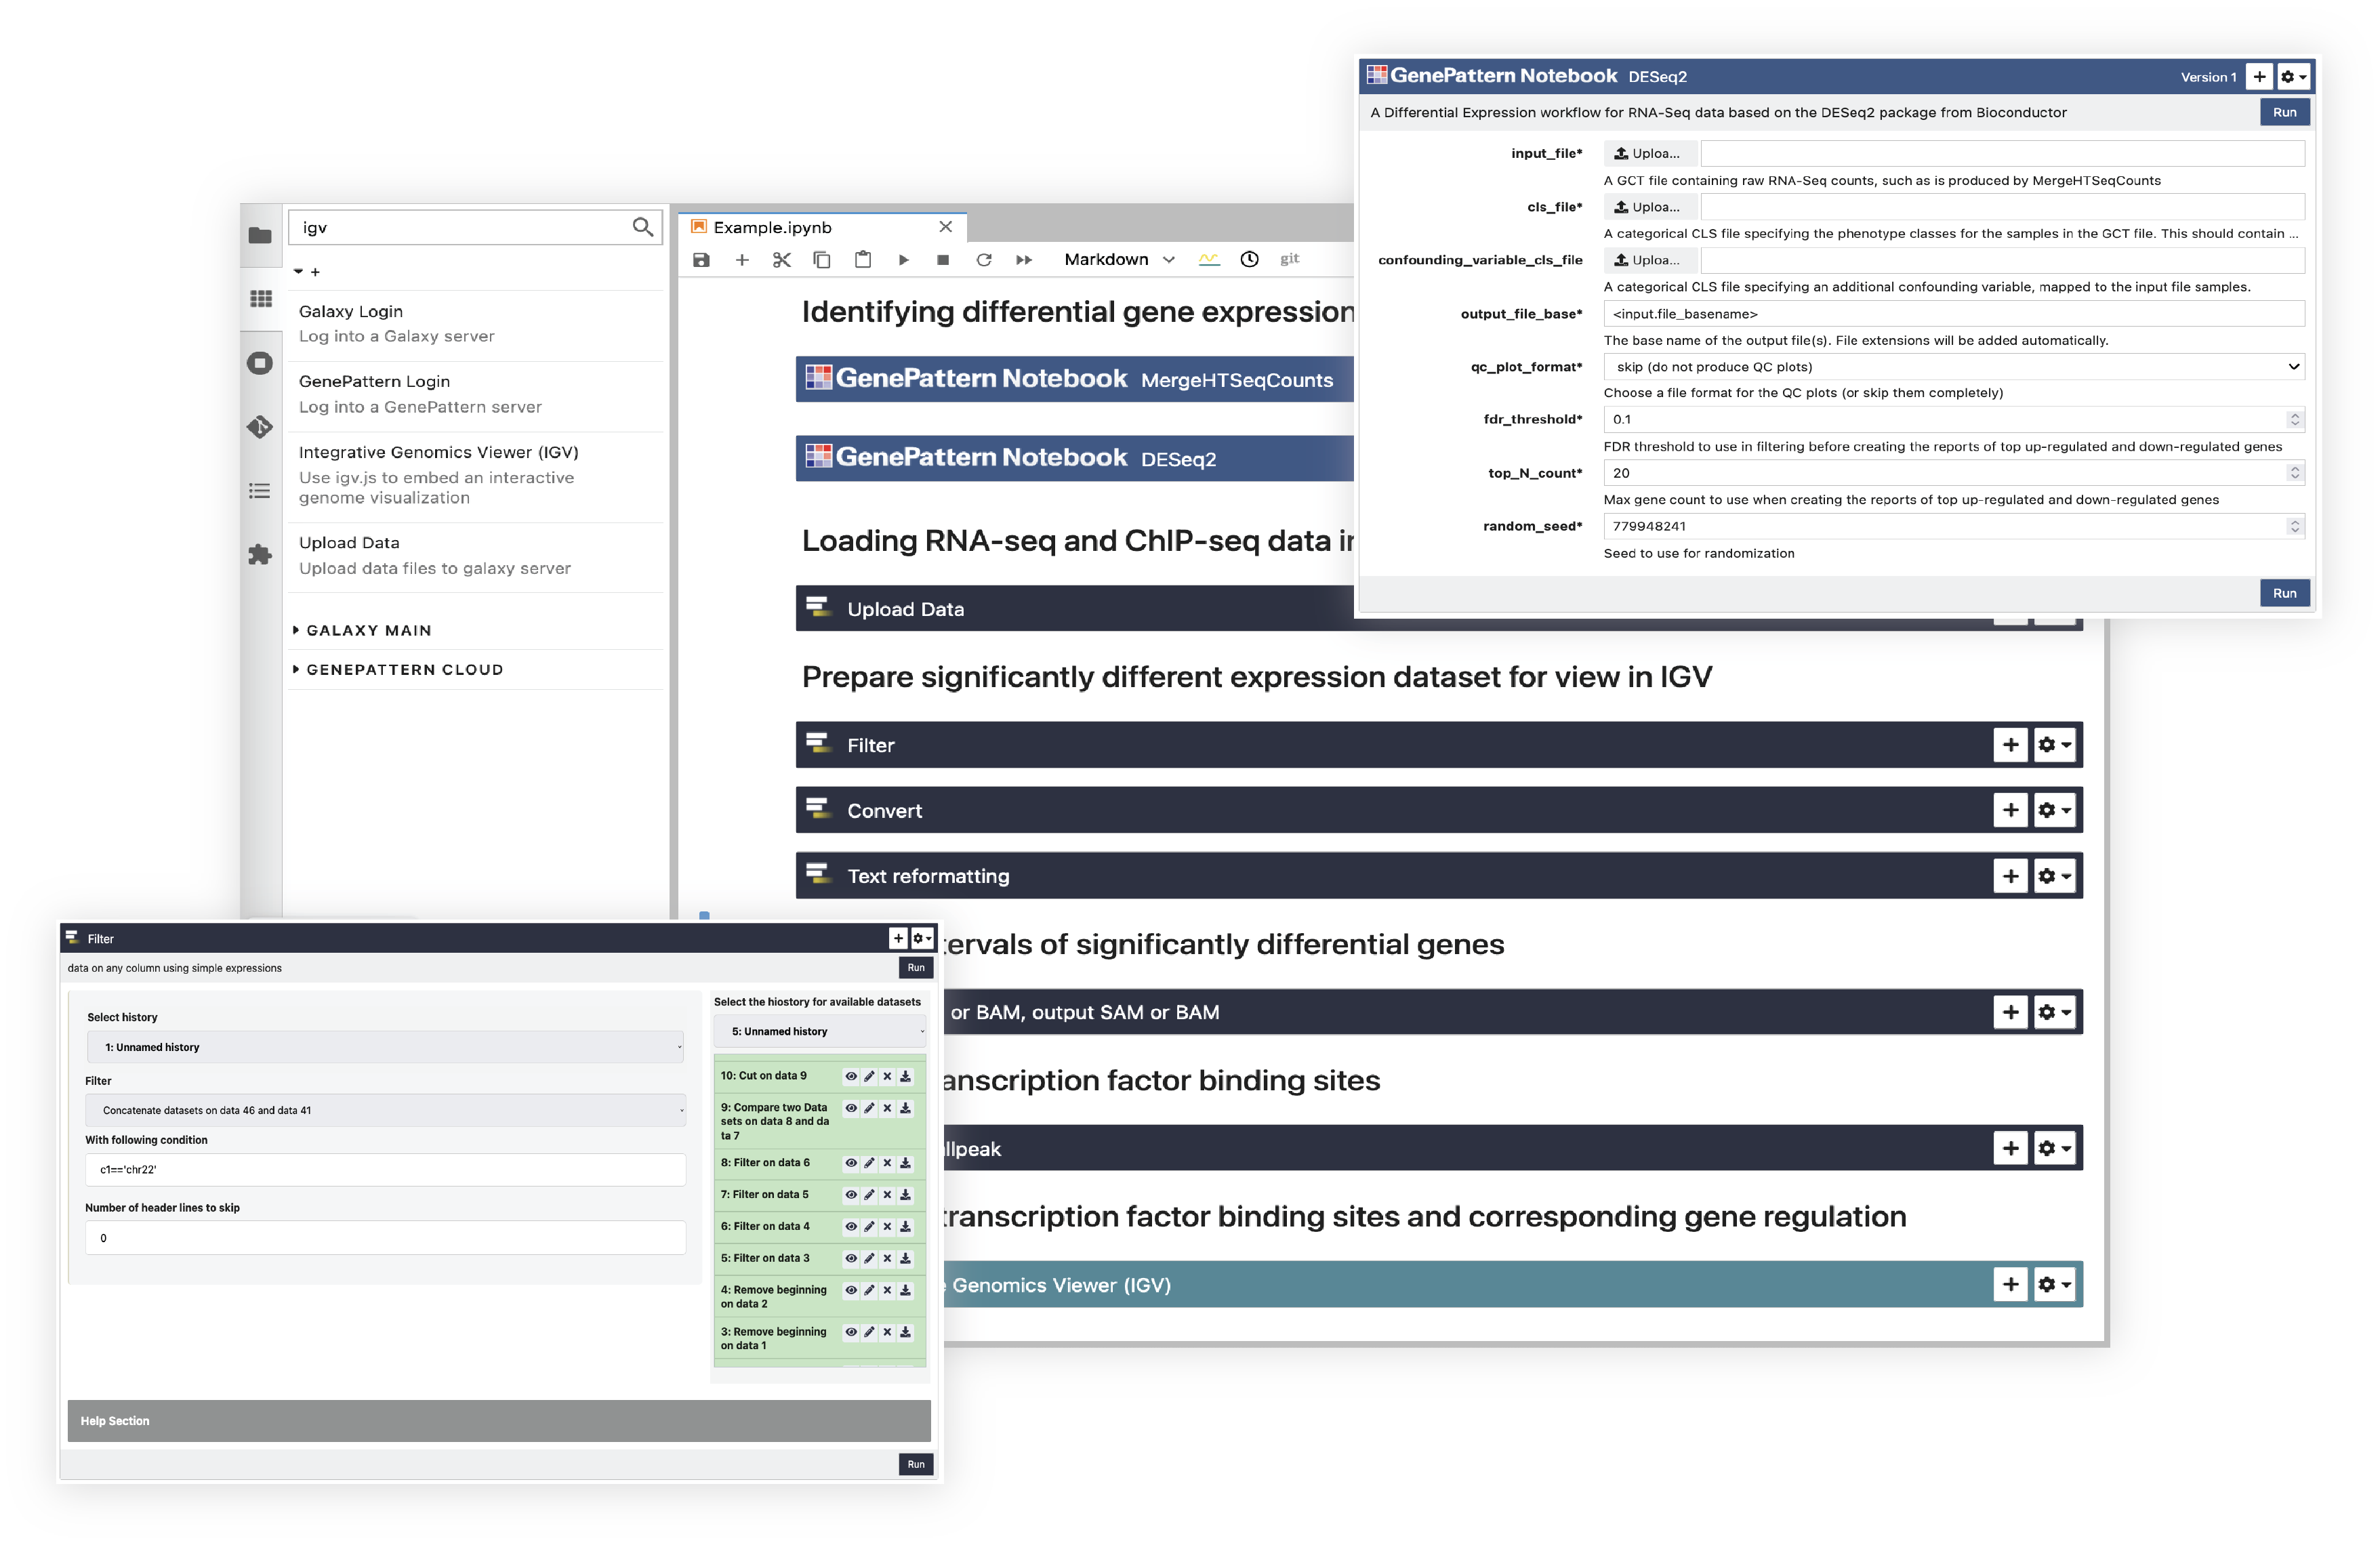 igv
Galaxy Login
Log into a Galaxy server
GenePattern Login
Log into a GenePattern server
Integrative Genomics Viewer (IGV)
Use igv.js to embed an interactive
genome visualization
Upload Data
Upload data files to galaxy server
GALAXY MAIN
GENEPATTERN CLOUD
Example.ipynb
Markdown
git
Identifying differential gene expression
GenePattern Notebook MergeHTSeqCounts
GenePattern Notebook DESeq2
Loading RNA-seq and ChIP-seq data
Upload Data
Prepare significantly different expression dataset for view in IGV
Filter
Convert
Text reformatting
of significantly differential genes
or BAM, output SAM or BAM
factor binding sites
transcription factor binding sites and corresponding gene regulation
Genomics Viewer (IGV)
GenePattern Notebook DESeq2 Version 1
A Differential Expression workflow for RNA-Seq data based on the DESeq2 package from Bioconductor Run
input_file* Uploa...
A GCT file containing raw RNA-Seq counts, such as is produced by MergeHTSeqCounts
cls_file* Uploa...
A categorical CLS file specifying the phenotype classes for the samples in the GCT file. This should contain ...
confounding_variable_cls_file Uploa...
A categorical CLS file specifying an additional confounding variable, mapped to the input file samples.
output_file_base* <input.file_basename>
The base name of the output file(s). File extensions will be added automatically.
qc_plot_format* skip (do not produce QC plots)
Choose a file format for the QC plots (or skip them completely)
fdr_threshold* 0.1
FDR threshold to use in filtering before creating the reports of top up-regulated and down-regulated genes
top_N_count* 20
Max gene count to use when creating the reports of top up-regulated and down-regulated genes
random_seed* 779948241
Seed to use for randomization
Run
Filter
data on any column using simple expressions Run
Select history
1: Unnamed history
Filter
Concatenate datasets on data 46 and data 41
With following condition
c1=='chr22'
Number of header lines to skip
0
Select the hiostory for available datasets
5: Unnamed history
10: Cut on data 9
9: Compare two Data
sets on data 8 and da
ta 7
8: Filter on data 6
7: Filter on data 5
6: Filter on data 4
5: Filter on data 3
4: Remove beginning
on data 2
3: Remove beginning
on data 1
Help Section
Run